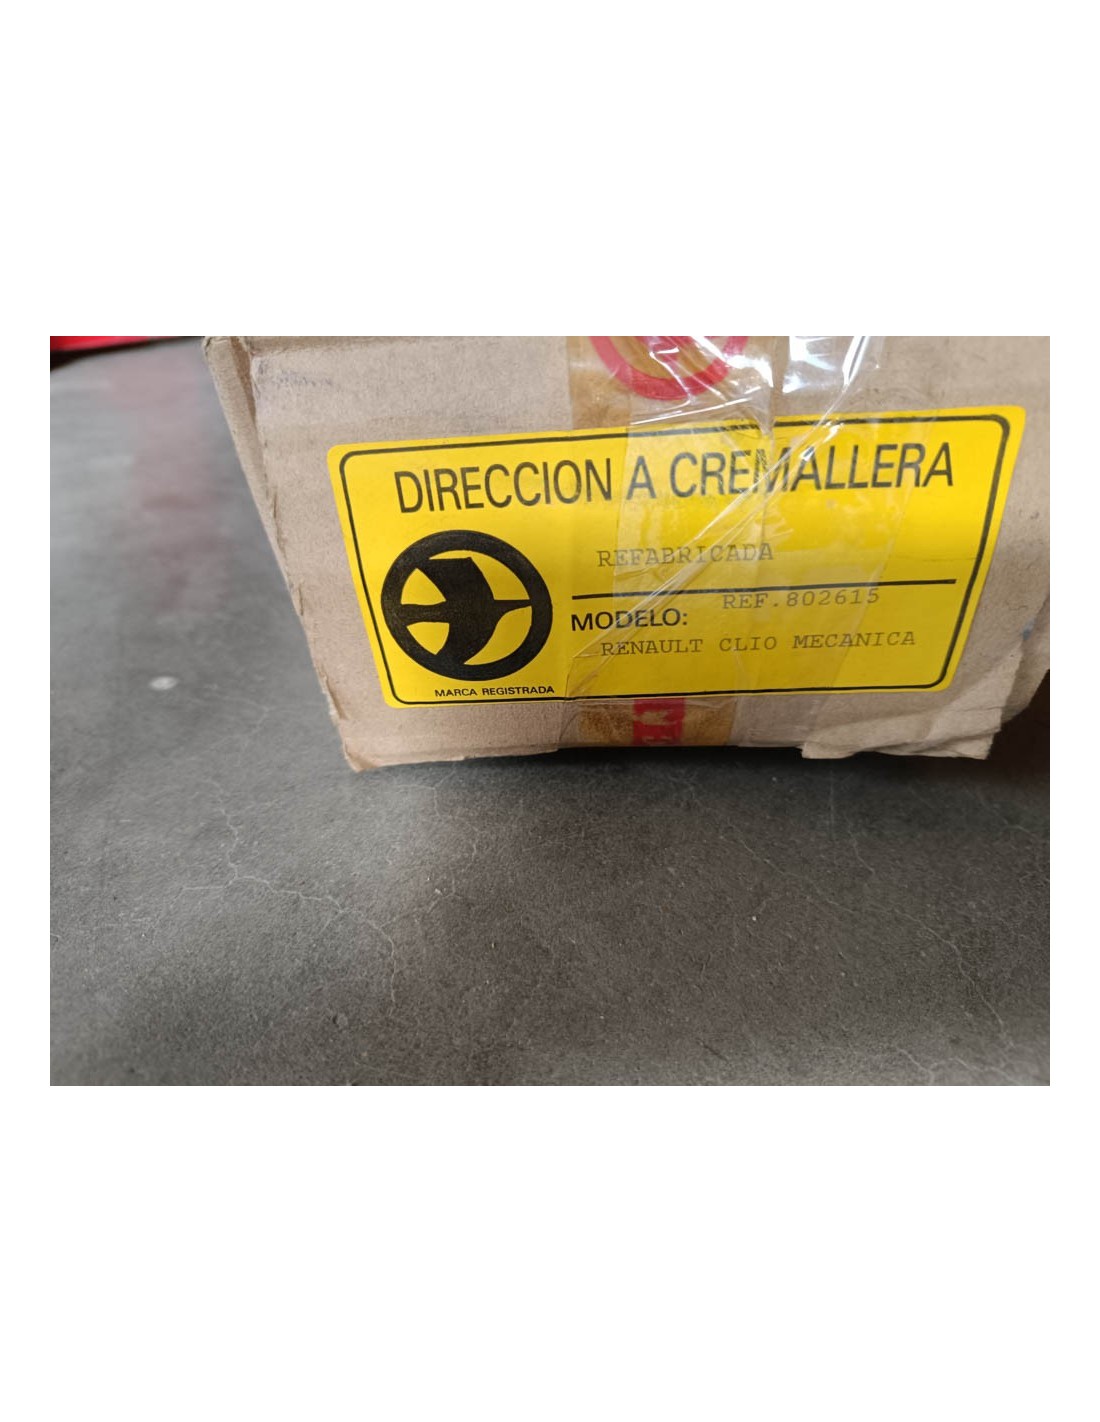 DIRECCION A CREMALLERA
REFABRICADA
REF.802615
MODELO:
RENAULT CLIO MECANICA
MARCA REGISTRADA